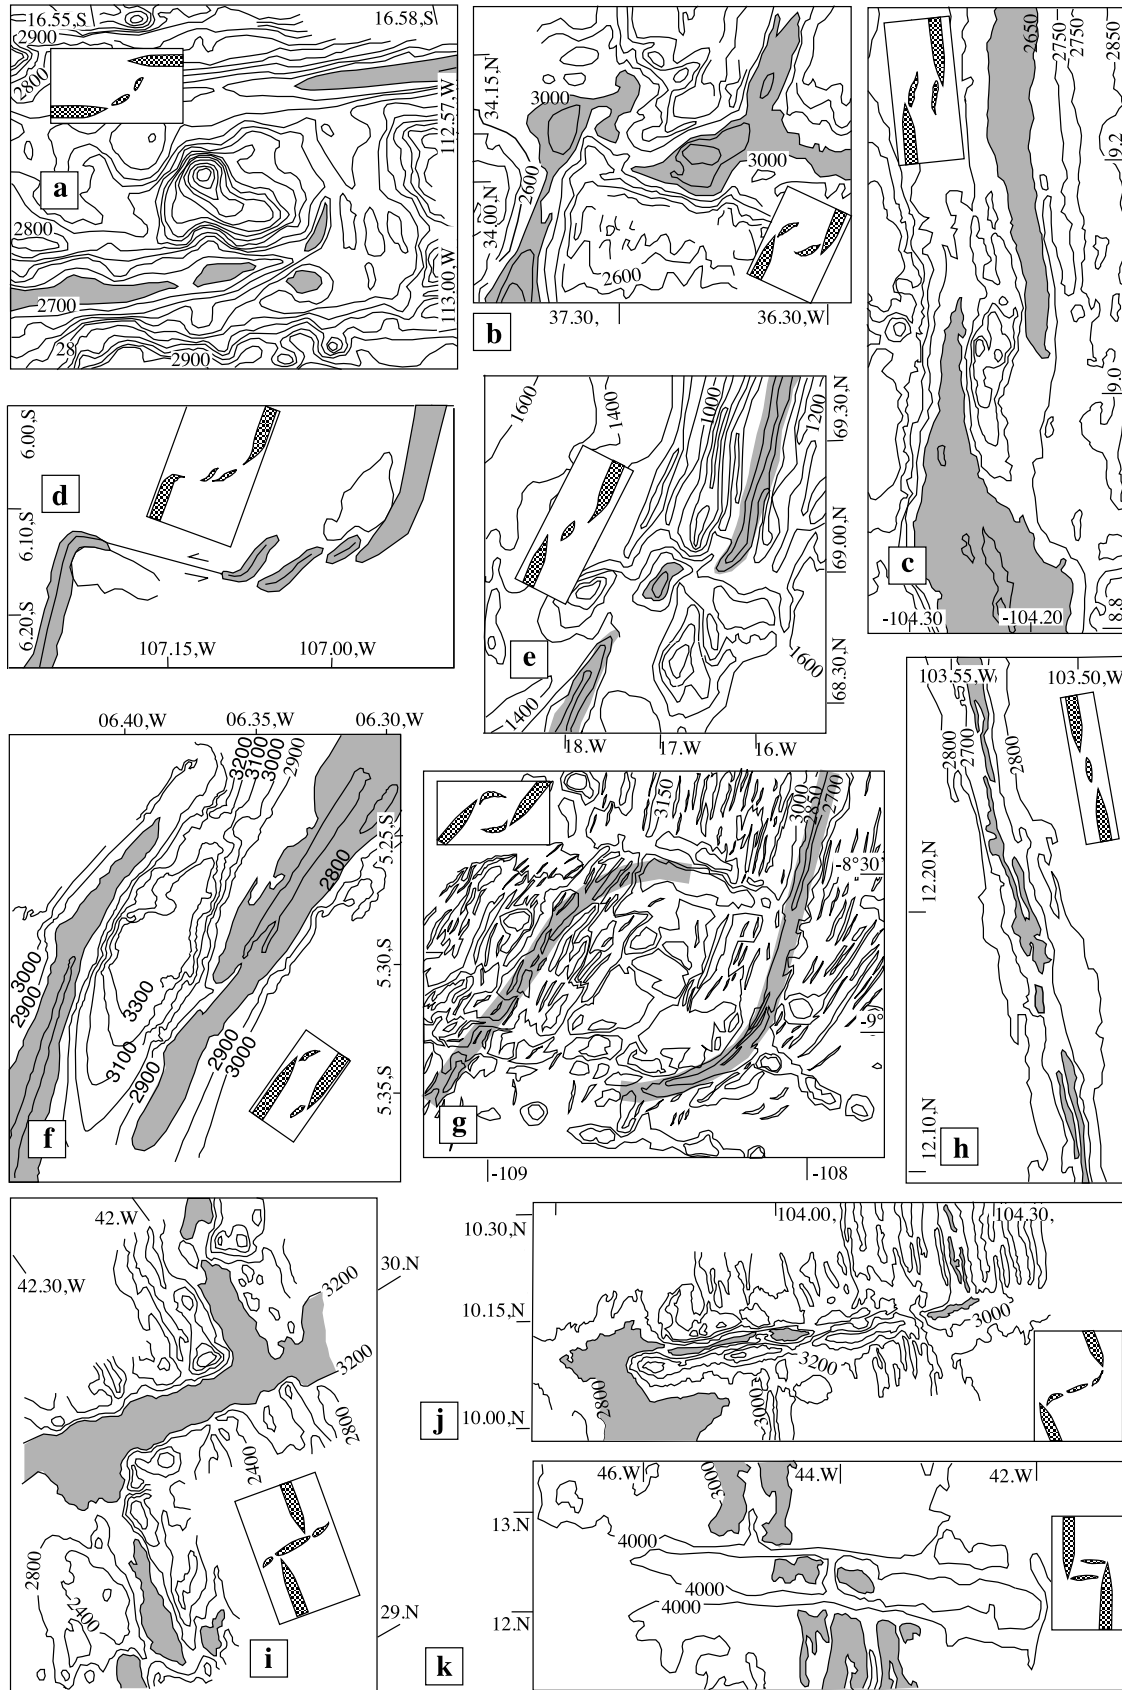 16.55,S
16.58,S
2900
2800
112.57,W
a
2800
2700
113.00,W
28
2900
34.15,N
3000
3000
2600
34.00,N
2600
b
37.30,
36.30,W
2650
2750
2750
2850
9.2
9.0
c
-104.30
-104.20
8.8
6.00,S
d
6.10,S
6.20,S
107.15,W
107.00,W
1600
1400
1000
1200
69.30,N
69.00,N
e
1600
68.30,N
1400
18.W
17.W
16.W
06.40,W
06.35,W
06.30,W
3200
3100
3000
2900
5.25,S
2800
3000
2900
5.30,S
3300
3100
2900
2900
3000
5.35,S
f
3150
3000
2850
2700
-8°30'
-9°
g
-109
-108
103.55,W
103.50,W
2800
2700
2800
12.20,N
12.10,N
h
42.W
42.30,W
30.N
3200
3200
2800
2400
2800
2400
29.N
i
104.00,
104.30,
10.30,N
10.15,N
3000
3200
2800
3000
10.00,N
j
46.W
44.W
42.W
3000
13.N
4000
4000
4000
12.N
k